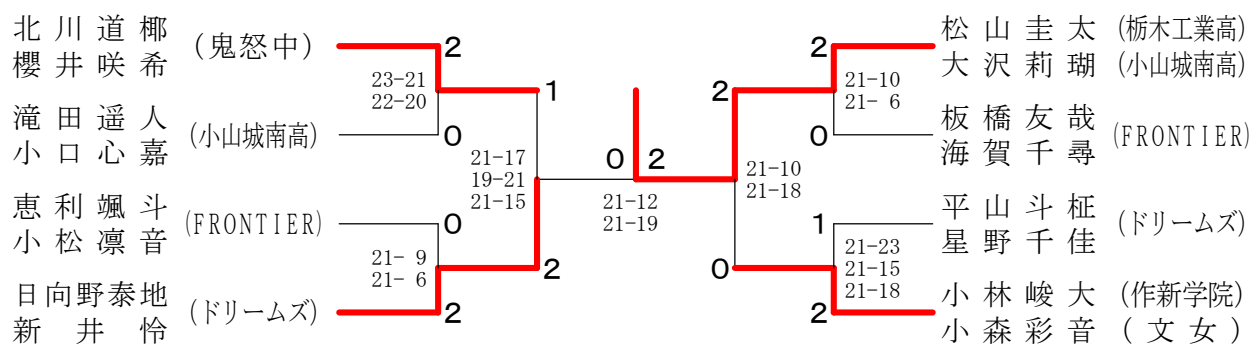 北川道椰
櫻井咲希
(鬼怒中)
2
23-21
22-20
滝田遥人
小口心嘉
(小山城南高)
0
1
21-17
19-21
21-15
恵利颯斗
小松凛音
(FRONTIER)
0
21- 9
21- 6
日向野泰地
新井怜
(ドリームズ)
2
2
0 2
21-12
21-19
松山圭太 (栃木工業高)
大沢莉瑚 (小山城南高)
2
21-10
21- 6
2
板橋友哉
海賀千尋
(FRONTIER)
0
21-10
21-18
平山斗柾
星野千佳
(ドリームズ)
1
21-23
21-15
21-18
0
小林峻大 (作新学院)
小森彩音 (文女)
2